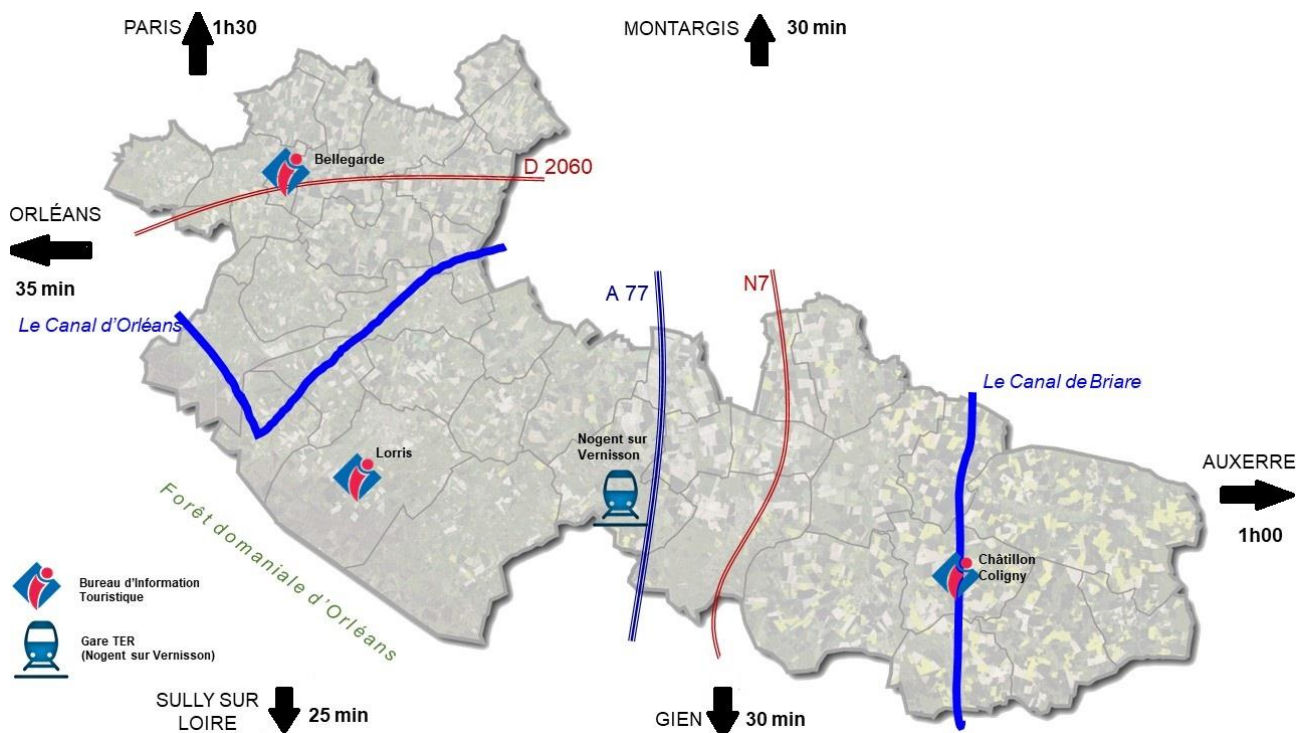 PARIS 1h30
MONTARGIS 30 min
Bellegarde
D 2060
ORLÉANS
35 min
Le Canal d'Orléans
A 77
N7
Le Canal de Briare
Lorris
Nogent sur
Vernisson
AUXERRE
1h00
Forêt domaniale d'Orléans
Châtillon
Coligny
Bureau d'Information
Touristique
Gare TER
(Nogent sur Vernisson)
SULLY SUR
LOIRE
25 min
GIEN 30 min